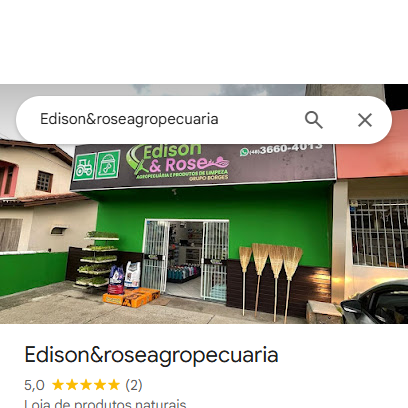 Edison&roseagropecuaria
Edison
& Rose
(48)3660-4013
AGROPECUÁRIA E PRODUTOS DE LIMPEZA
GRUPO BORGES
Edison&roseagropecuaria
5,0 (2)
Loja de produtos naturais